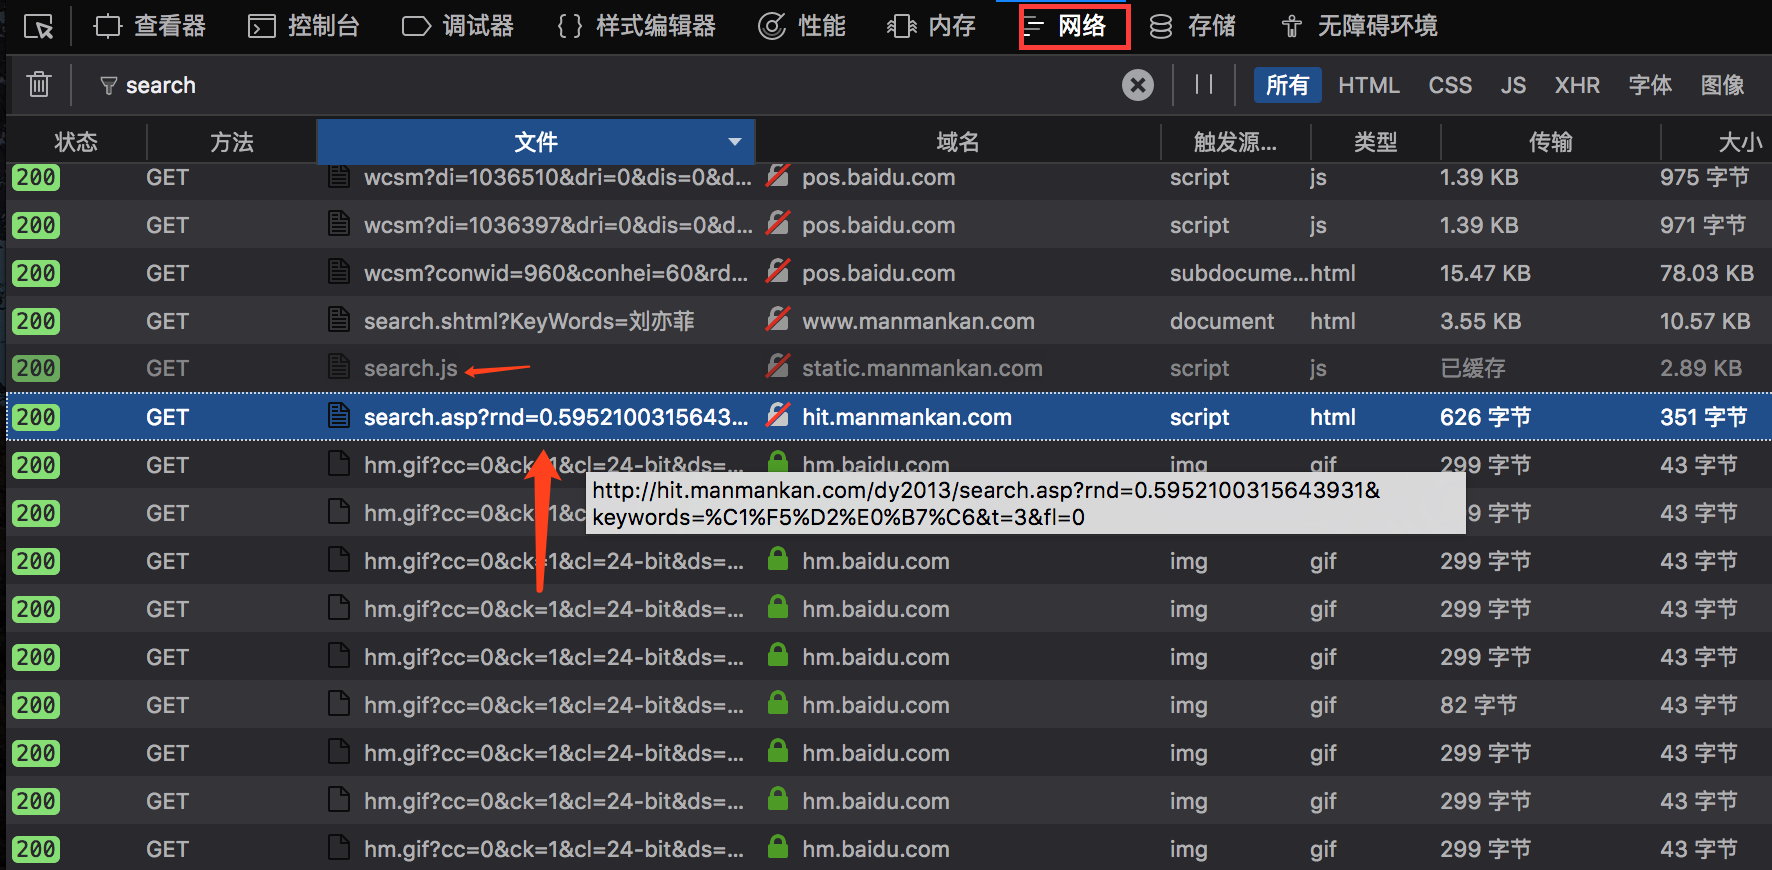 查看器 控制台 调试器 {} 样式编辑器 性能 内存 网络 存储 无障碍环境
search 所有 HTML CSS JS XHR 字体 图像
状态 方法 文件 域名 触发源... 类型 传输 大小
200 GET wcsm?di=1036510&dri=0&dis=0&d... pos.baidu.com script js 1.39 KB 975 字节
200 GET wcsm?di=1036397&dri=0&dis=0&d... pos.baidu.com script js 1.39 KB 971 字节
200 GET wcsm?conwid=960&conhei=60&rd... pos.baidu.com subdocume... html 15.47 KB 78.03 KB
200 GET search.shtml?KeyWords=刘亦菲 www.manmankan.com document html 3.55 KB 10.57 KB
200 GET search.js static.manmankan.com script js 已缓存 2.89 KB
200 GET search.asp?rnd=0.5952100315643... hit.manmankan.com script html 626 字节 351 字节
200 GET hm.gif?cc=0&ck=1&cl=24-bit&ds=... hm.baidu.com img gif 299 字节 43 字节
http://hit.manmankan.com/dy2013/search.asp?rnd=0.5952100315643931&
keywords=%C1%F5%D2%E0%B7%C6&t=3&fl=0
200 GET hm.gif?cc=0&ck=1&c 9 字节 43 字节
200 GET hm.gif?cc=0&ck=1&cl=24-bit&ds=... hm.baidu.com img gif 299 字节 43 字节
200 GET hm.gif?cc=0&ck=1&cl=24-bit&ds=... hm.baidu.com img gif 299 字节 43 字节
200 GET hm.gif?cc=0&ck=1&cl=24-bit&ds=... hm.baidu.com img gif 299 字节 43 字节
200 GET hm.gif?cc=0&ck=1&cl=24-bit&ds=... hm.baidu.com img gif 82 字节 43 字节
200 GET hm.gif?cc=0&ck=1&cl=24-bit&ds=... hm.baidu.com img gif 299 字节 43 字节
200 GET hm.gif?cc=0&ck=1&cl=24-bit&ds=... hm.baidu.com img gif 299 字节 43 字节
200 GET hm.gif?cc=0&ck=1&cl=24-bit&ds=... hm.baidu.com img gif 299 字节 43 字节